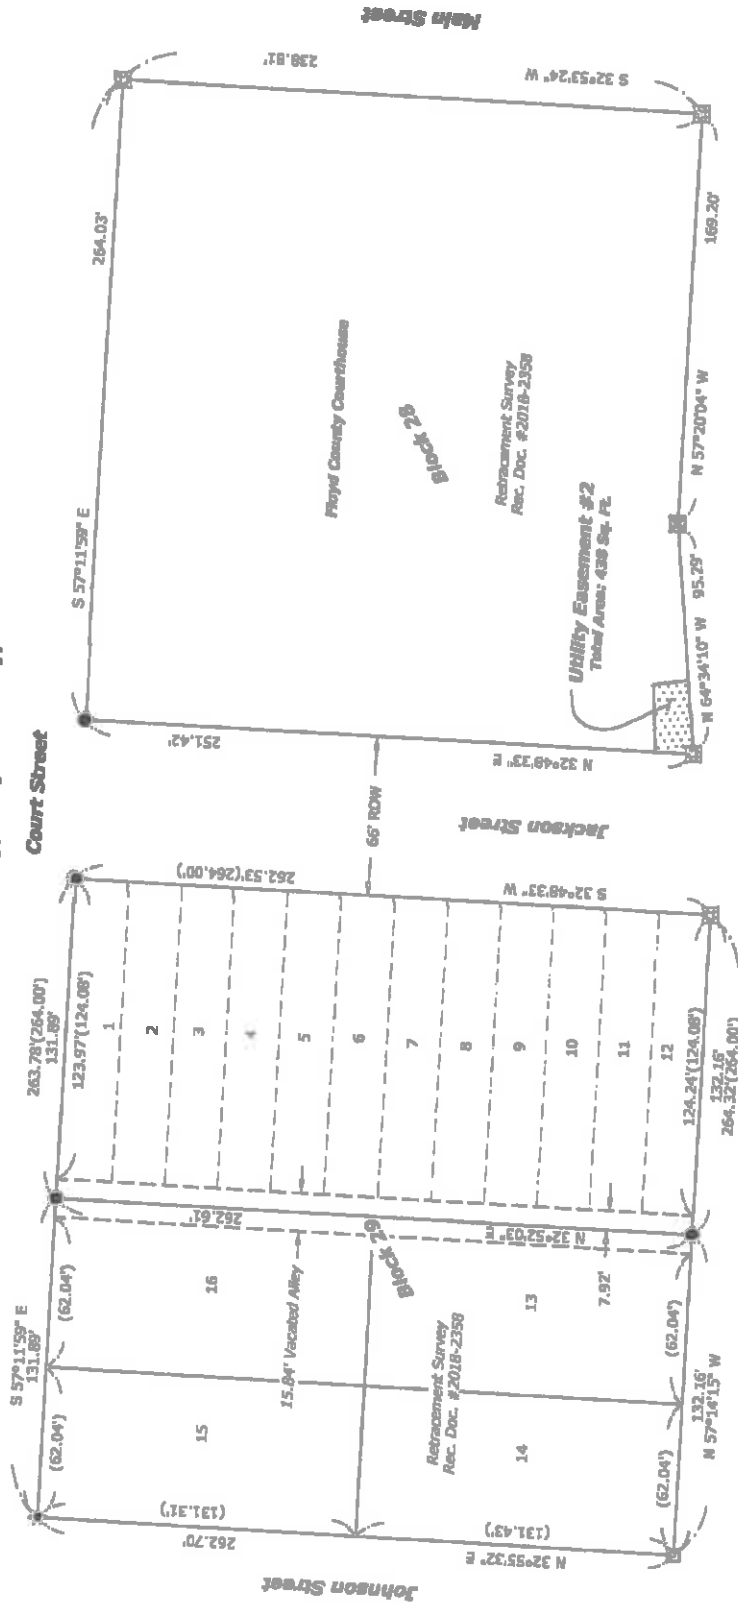 Court Street
Main Street
Johnson Street
Jackson Street
S 57°11'59" E
264.03'
238.81'
S 32°53'24" W
169.20'
N 57°20'04" W
95.29'
N 64°34'10" W
N 32°48'33" E
251.42'
Floyd County Courthouse
Block 28
Retracement Survey
Rec. Doc. #2018-2358
Utility Easement #2
Total Area: 438 Sq. Ft.
66' ROW
263.78'(264.00')
131.89'
123.97'(124.08')
262.53'(264.00')
S 32°48'33" W
1
2
3
4
5
6
7
8
9
10
11
12
124.24'(124.08')
132.16'
264.32'(264.00')
262.61'
N 32°52'03" E
7.92'
15.84' Vacated Alley
Block 29
S 57°11'59" E
131.89'
(62.04')
(62.04')
16
15
13
14
Retracement Survey
Rec. Doc. #2018-2358
(62.04')
(62.04')
132.16'
N 57°14'15" W
(131.31')
262.70'
(131.43')
N 32°55'32" E